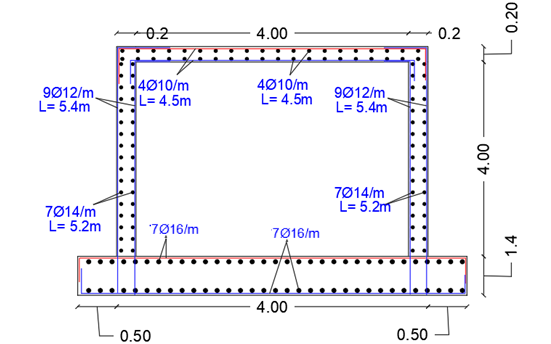 0.2
4.00
0.2
0.20
9Ø12/m
L= 5.4m
4Ø10/m
L= 4.5m
4Ø10/m
L= 4.5m
9Ø12/m
L= 5.4m
4.00
7Ø14/m
L= 5.2m
7Ø14/m
L= 5.2m
7Ø16/m
7Ø16/m
1.4
4.00
0.50
0.50